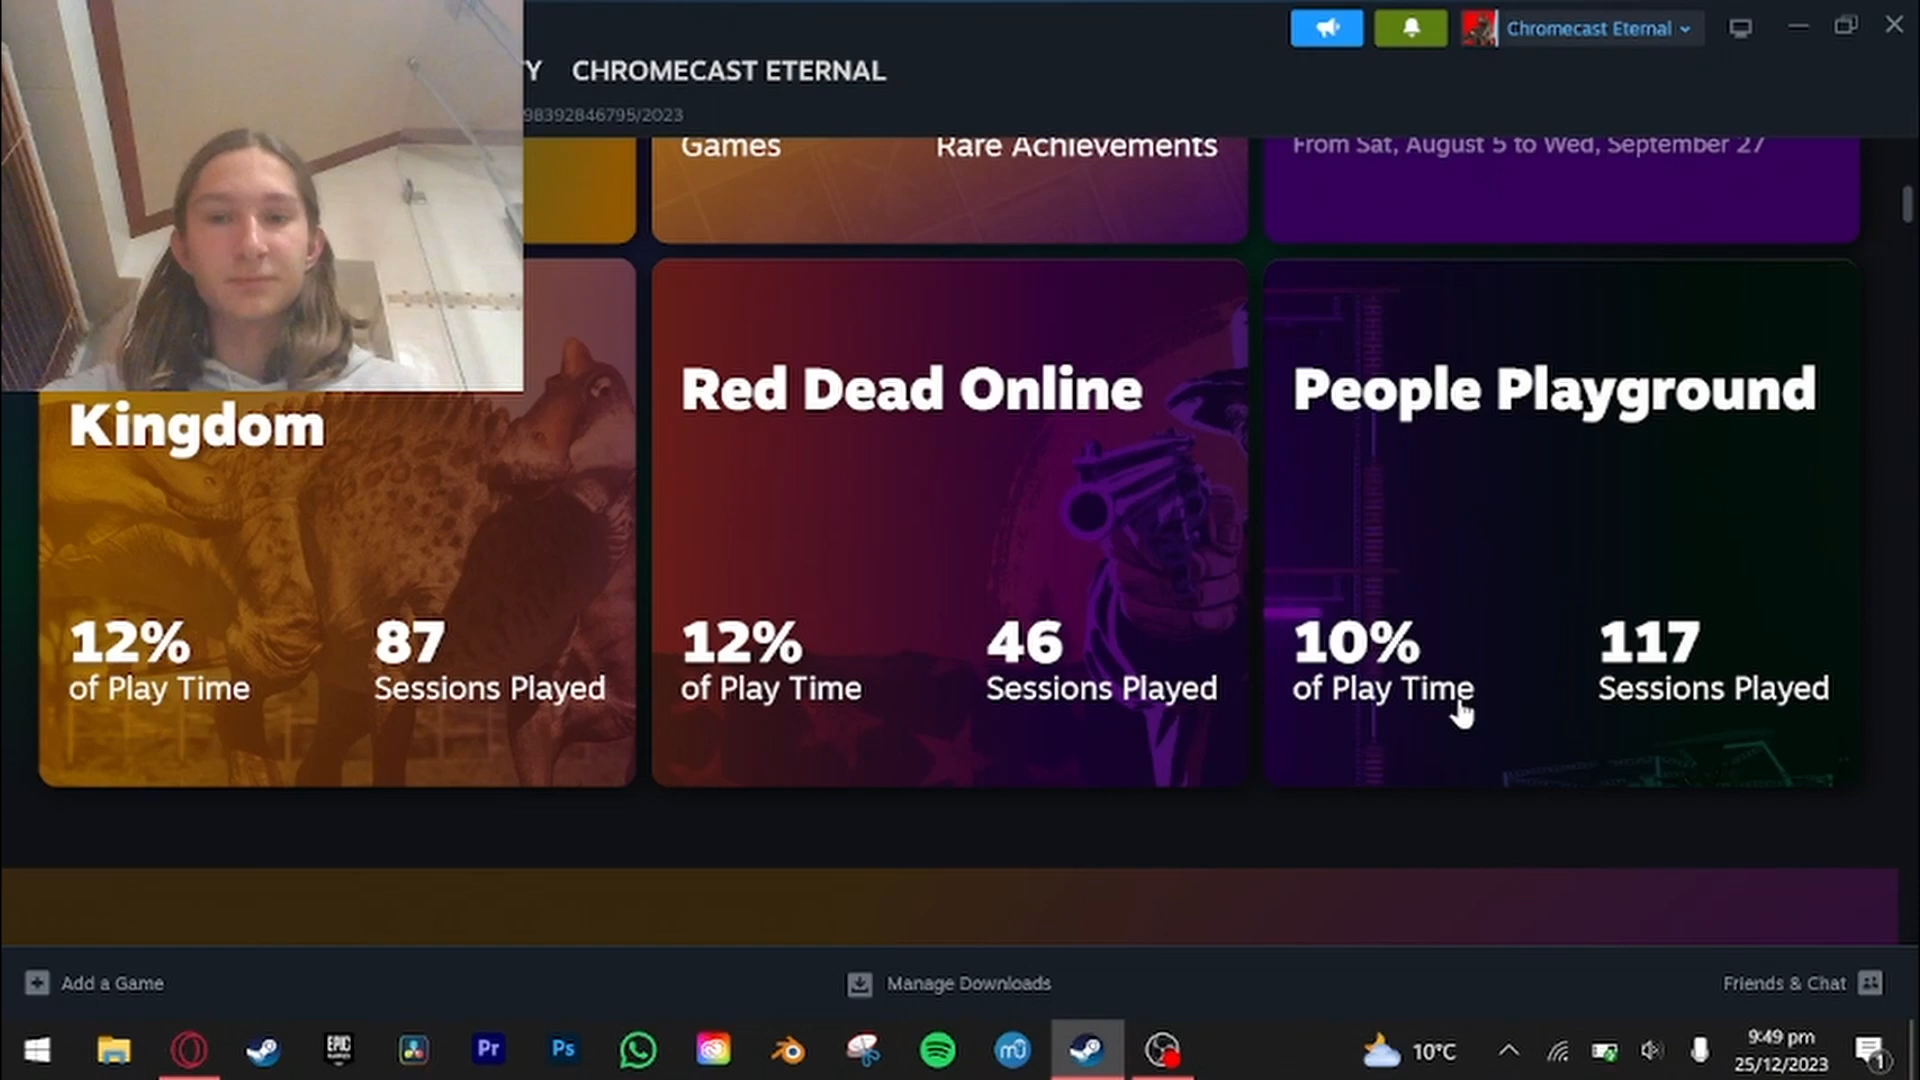 Chromecast Eternal
Y CHROMECAST ETERNAL
98392846795/2023
Games
Rare Achievements
From Sat, August 5 to Wed, September 27
Kingdom
12%
of Play Time
87
Sessions Played
Red Dead Online
12%
of Play Time
46
Sessions Played
People Playground
10%
of Play Time
117
Sessions Played
Add a Game
Manage Downloads
Friends & Chat
EPIC
Pr
Ps
10°C
9:49 pm
25/12/2023
1